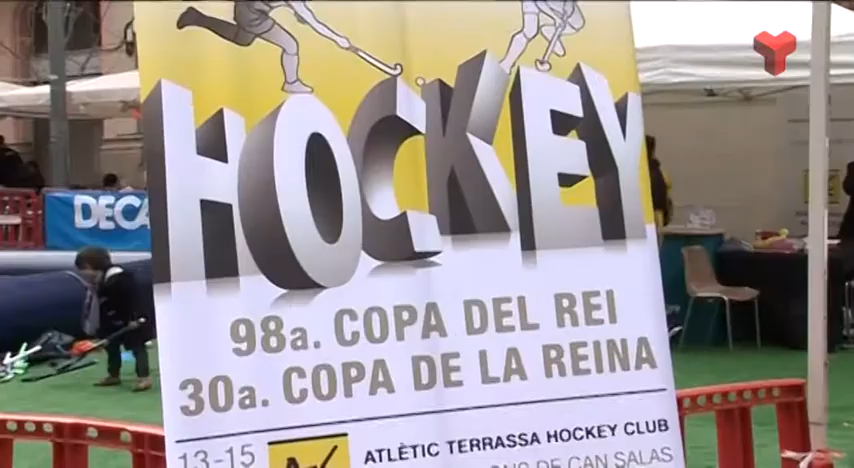 HOCKEY
DECA
98a. COPA DEL REI
30a. COPA DE LA REINA
13-15
ATLÈTIC TERRASSA HOCKEY CLUB
DE CAN SALAS